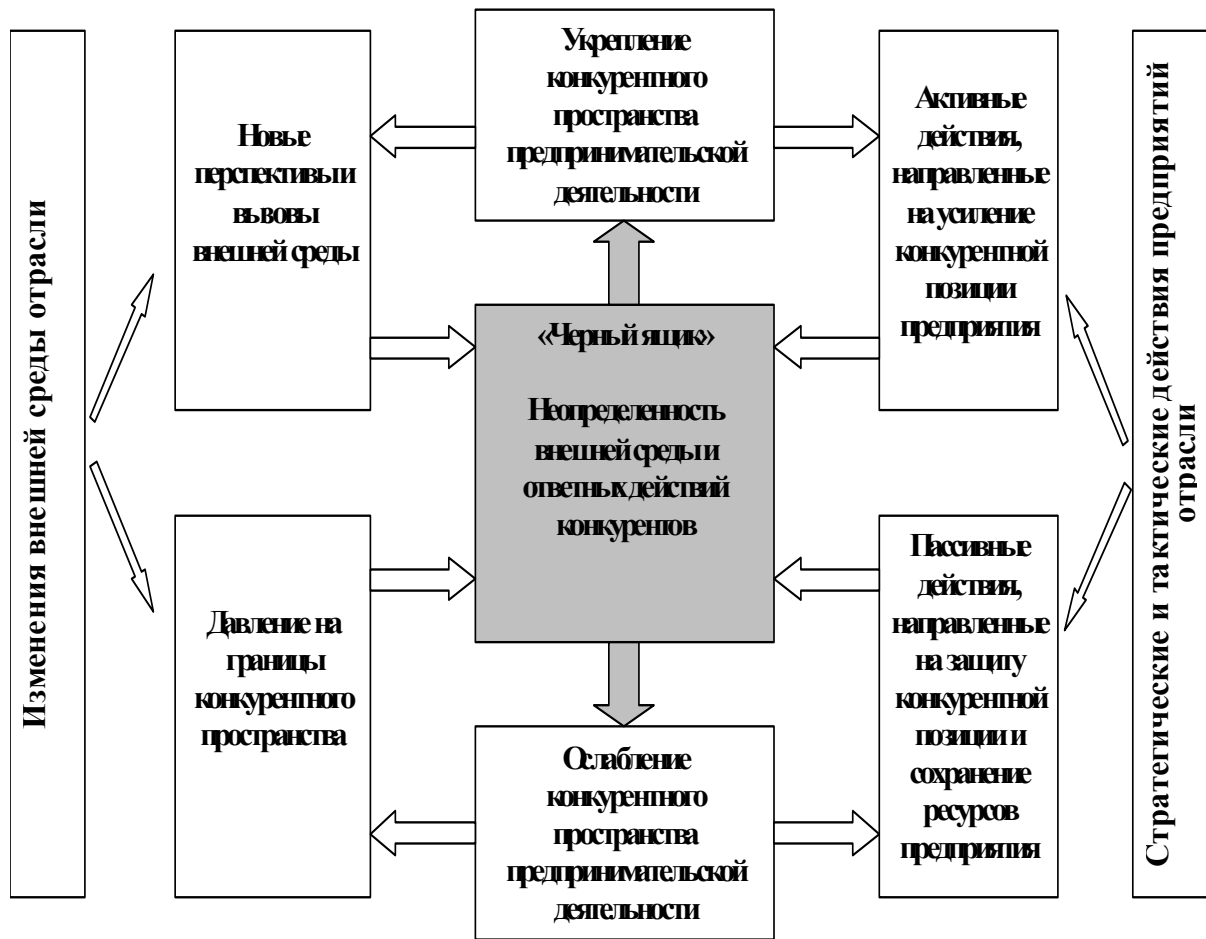 Изменения внешней среды отрасли
Новые
перспективы и
вызовы
внешней среды
Давление на
границы
конкурентного
пространства
Укрепление
конкурентного
пространства
предпринимательской
деятельности
«Черный ящик»
Неопределенность
внешней среды и
ответных действий
конкурентов
Ослабление
конкурентного
пространства
предпринимательской
деятельности
Активные
действия,
направленные
на усиление
конкурентной
позиции
предприятия
Пассивные
действия,
направленные
на защиту
конкурентной
позиции и
сохранение
ресурсов
предприятия
Стратегические и тактические действия предприятий
отрасли